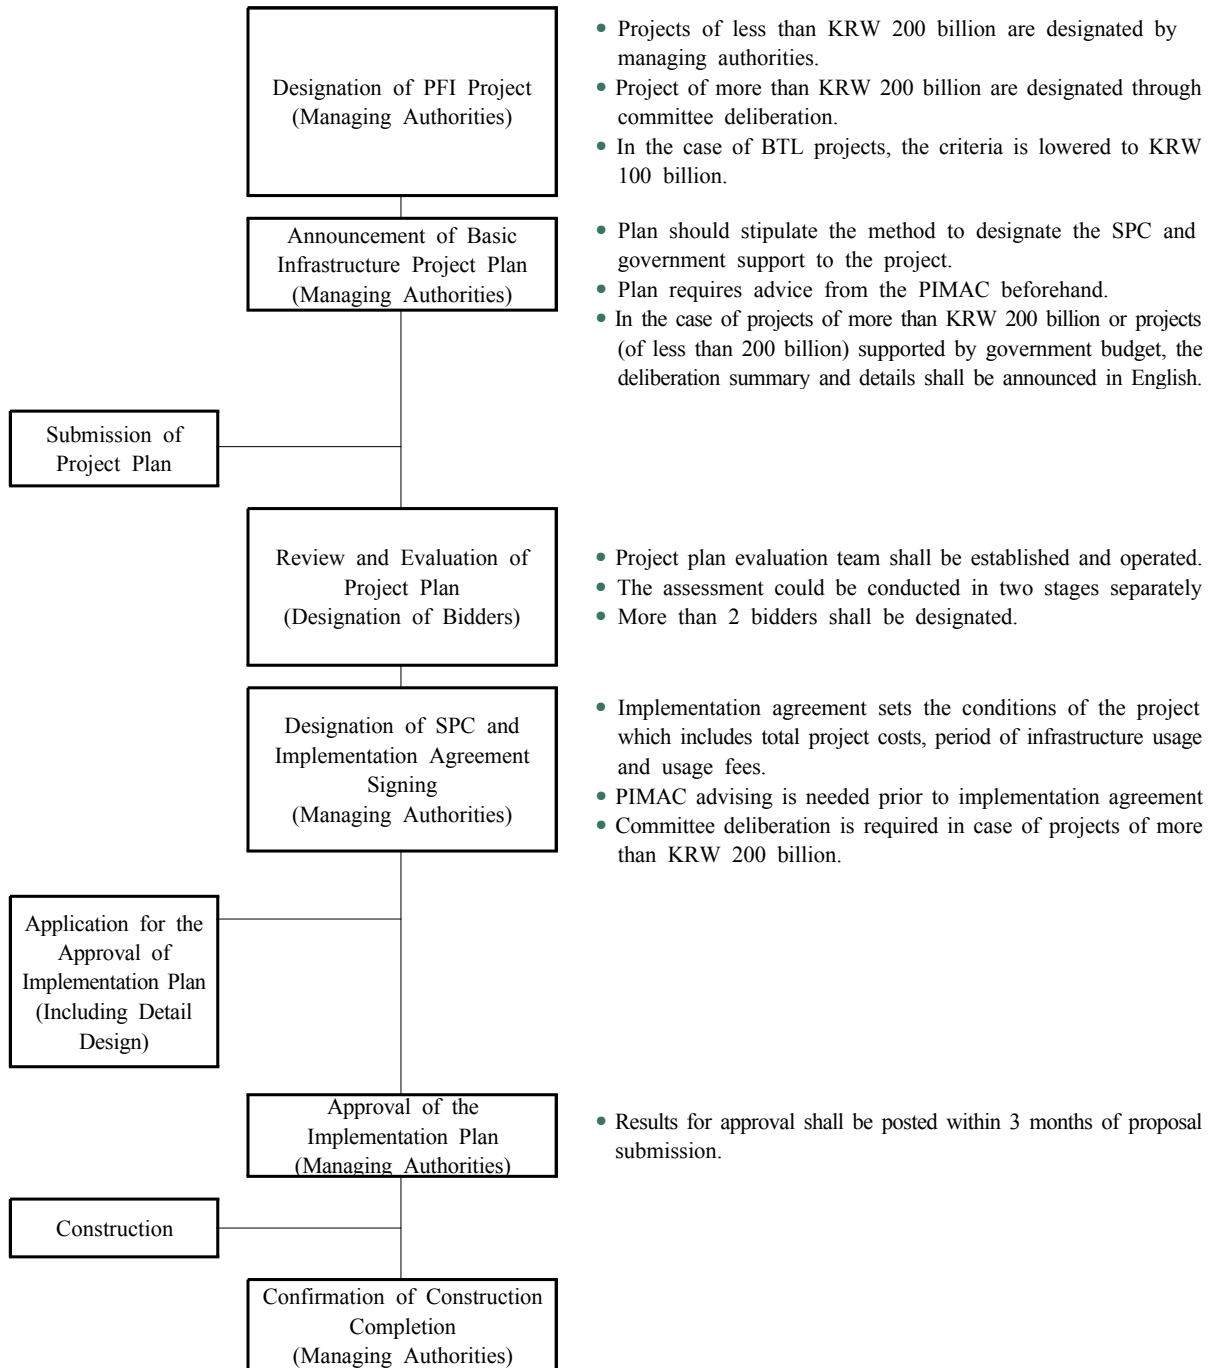 Designation of PFI Project
(Managing Authorities)
• Projects of less than KRW 200 billion are designated by
managing authorities.
• Project of more than KRW 200 billion are designated through
committee deliberation.
• In the case of BTL projects, the criteria is lowered to KRW
100 billion.
Announcement of Basic
Infrastructure Project Plan
(Managing Authorities)
• Plan should stipulate the method to designate the SPC and
government support to the project.
• Plan requires advice from the PIMAC beforehand.
• In the case of projects of more than KRW 200 billion or projects
(of less than 200 billion) supported by government budget, the
deliberation summary and details shall be announced in English.
Submission of
Project Plan
Review and Evaluation of
Project Plan
(Designation of Bidders)
• Project plan evaluation team shall be established and operated.
• The assessment could be conducted in two stages separately
• More than 2 bidders shall be designated.
Designation of SPC and
Implementation Agreement
Signing
(Managing Authorities)
• Implementation agreement sets the conditions of the project
which includes total project costs, period of infrastructure usage
and usage fees.
• PIMAC advising is needed prior to implementation agreement
• Committee deliberation is required in case of projects of more
than KRW 200 billion.
Application for the
Approval of
Implementation Plan
(Including Detail
Design)
Approval of the
Implementation Plan
(Managing Authorities)
• Results for approval shall be posted within 3 months of proposal
submission.
Construction
Confirmation of Construction
Completion
(Managing Authorities)